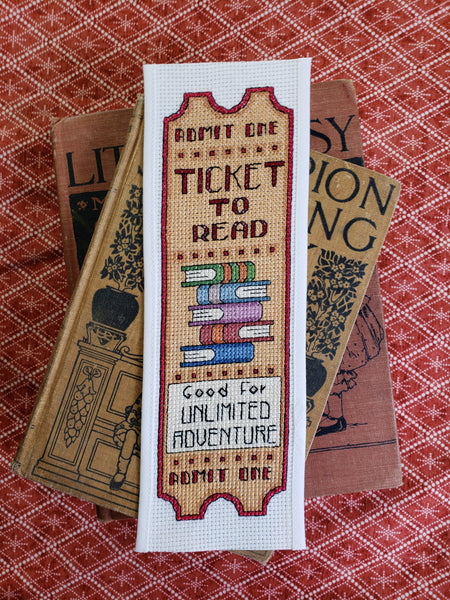 ADMIT ONE
TICKET
TO
READ
Good for
UNLIMITED
ADVENTURE
ADMIT ONE